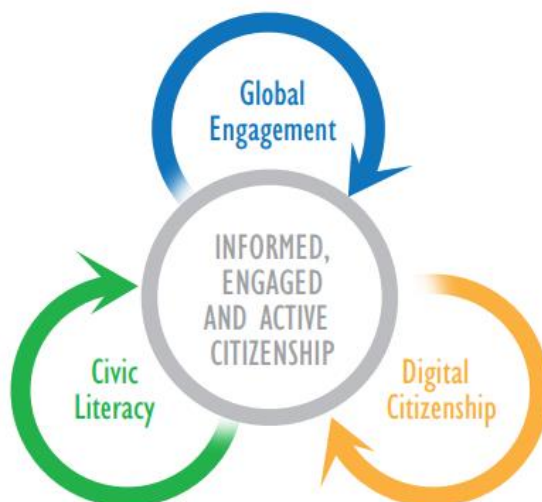 Global
Engagement
INFORMED,
ENGAGED
AND ACTIVE
CITIZENSHIP
Civic
Literacy
Digital
Citizenship